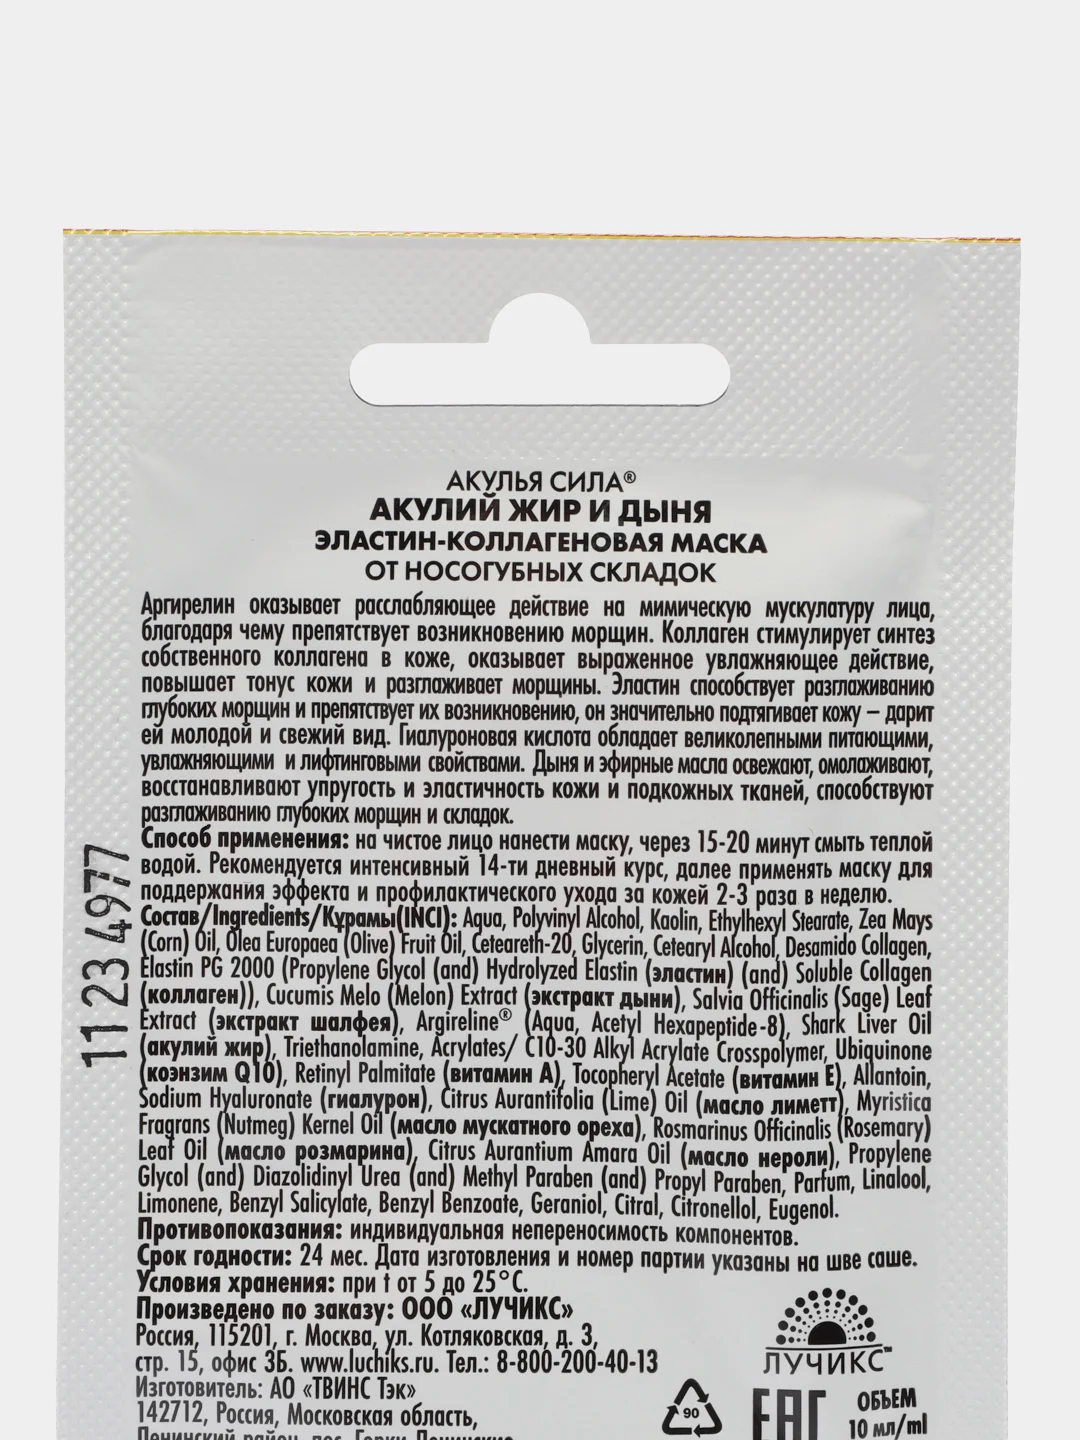 АКУЛЬЯ СИЛА®
АКУЛИЙ ЖИР И ДЫНЯ
ЭЛАСТИН-КОЛЛАГЕНОВАЯ МАСКА
ОТ НОСОГУБНЫХ СКЛАДОК
Аргирелин оказывает расслабляющее действие на мимическую мускулатуру лица,
благодаря чему препятствует возникновению морщин. Коллаген стимулирует синтез
собственного коллагена в коже, оказывает выраженное увлажняющее действие,
повышает тонус кожи и разглаживает морщины. Эластин способствует разглаживанию
глубоких морщин и препятствует их возникновению, он значительно подтягивает кожу – дарит
ей молодой и свежий вид. Гиалуроновая кислота обладает великолепными питающими,
увлажняющими и лифтинговыми свойствами. Дыня и эфирные масла освежают, омолаживают,
восстанавливают упругость и эластичность кожи и подкожных тканей, способствуют
разглаживанию глубоких морщин и складок.
Способ применения: на чистое лицо нанести маску, через 15-20 минут смыть теплой
водой. Рекомендуется интенсивный 14-ти дневный курс, далее применять маску для
поддержания эффекта и профилактического ухода за кожей 2-3 раза в неделю.
Состав/Ingredients/Құрамы(INCI): Aqua, Polyvinyl Alcohol, Kaolin, Ethylhexyl Stearate, Zea Mays
(Corn) Oil, Olea Europaea (Olive) Fruit Oil, Ceteareth-20, Glycerin, Cetearyl Alcohol, Desamido Collagen,
Elastin PG 2000 (Propylene Glycol (and) Hydrolyzed Elastin (эластин) (and) Soluble Collagen
(коллаген)), Cucumis Melo (Melon) Extract (экстракт дыни), Salvia Officinalis (Sage) Leaf
Extract (экстракт шалфея), Argireline® (Aqua, Acetyl Hexapeptide-8), Shark Liver Oil
(акулий жир), Triethanolamine, Acrylates/ C10-30 Alkyl Acrylate Crosspolymer, Ubiquinone
(коэнзим Q10), Retinyl Palmitate (витамин А), Tocopheryl Acetate (витамин Е), Allantoin,
Sodium Hyaluronate (гиалурон), Citrus Aurantifolia (Lime) Oil (масло лиметт), Myristica
Fragrans (Nutmeg) Kernel Oil (масло мускатного ореха), Rosmarinus Officinalis (Rosemary)
Leaf Oil (масло розмарина), Citrus Aurantium Amara Oil (масло нероли), Propylene
Glycol (and) Diazolidinyl Urea (and) Methyl Paraben (and) Propyl Paraben, Parfum, Linalool,
Limonene, Benzyl Salicylate, Benzyl Benzoate, Geraniol, Citral, Citronellol, Eugenol.
Противопоказания: индивидуальная непереносимость компонентов.
Срок годности: 24 мес. Дата изготовления и номер партии указаны на шве саше.
Условия хранения: при t от 5 до 25°С.
Произведено по заказу: ООО «ЛУЧИКС»
Россия, 115201, г. Москва, ул. Котляковская, д. 3,
стр. 15, офис 3Б. www.luchiks.ru. Тел.: 8-800-200-40-13
Изготовитель: АО «ТВИНС Тэк»
142712, Россия, Московская область,
Ленинский район, пос. Горки Ленинские
ЛУЧИКС™
90
EAC
ОБЪЕМ
10 мл/ml
1123 4977